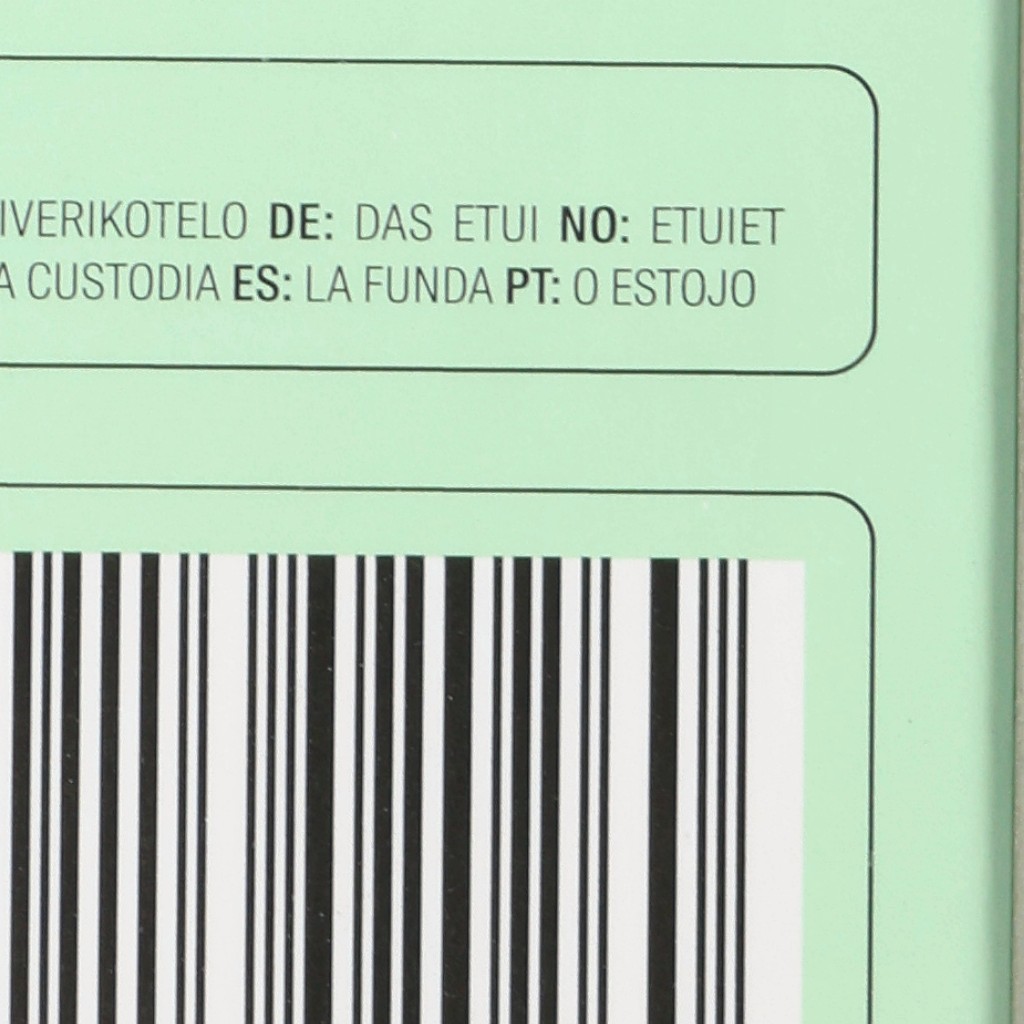 IVERIKOTELO DE: DAS ETUI NO: ETUIET
A CUSTODIA ES: LA FUNDA PT: O ESTOJO